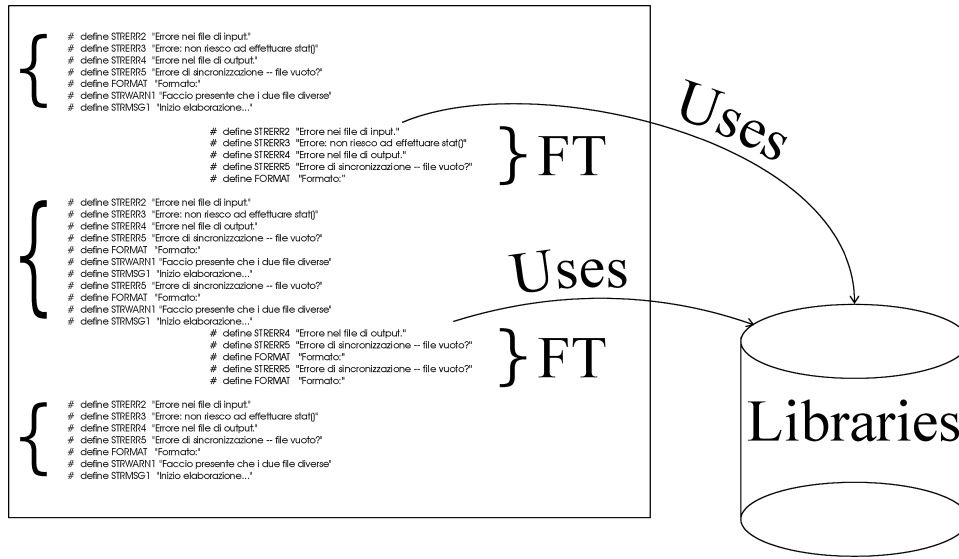 # define STRERR2 "Errore nei file di input."
# define STRERR3 "Errore: non riesco ad effettuare stat()"
# define STRERR4 "Errore nel file di output."
# define STRERR5 "Errore di sincronizzazione -- file vuoto?"
# define FORMAT "Formato:"
# define STRWARN1 "Faccio presente che i due file diverse"
# define STRMSG1 "Inizio elaborazione..."
# define STRERR2 "Errore nei file di input."
# define STRERR3 "Errore: non riesco ad effettuare stat()"
# define STRERR4 "Errore nel file di output."
# define STRERR5 "Errore di sincronizzazione -- file vuoto?"
# define FORMAT "Formato:"
FT
Uses
# define STRERR2 "Errore nei file di input."
# define STRERR3 "Errore: non riesco ad effettuare stat()"
# define STRERR4 "Errore nel file di output."
# define STRERR5 "Errore di sincronizzazione -- file vuoto?"
# define FORMAT "Formato:"
# define STRWARN1 "Faccio presente che i due file diverse"
# define STRMSG1 "Inizio elaborazione..."
# define STRERR5 "Errore di sincronizzazione -- file vuoto?"
# define FORMAT "Formato:"
# define STRWARN1 "Faccio presente che i due file diverse"
# define STRMSG1 "Inizio elaborazione..."
Uses
# define STRERR4 "Errore nel file di output."
# define STRERR5 "Errore di sincronizzazione -- file vuoto?"
# define FORMAT "Formato:"
# define STRERR5 "Errore di sincronizzazione -- file vuoto?"
# define FORMAT "Formato:"
FT
# define STRERR2 "Errore nei file di input."
# define STRERR3 "Errore: non riesco ad effettuare stat()"
# define STRERR4 "Errore nel file di output."
# define STRERR5 "Errore di sincronizzazione -- file vuoto?"
# define FORMAT "Formato:"
# define STRWARN1 "Faccio presente che i due file diverse"
# define STRMSG1 "Inizio elaborazione..."
Libraries